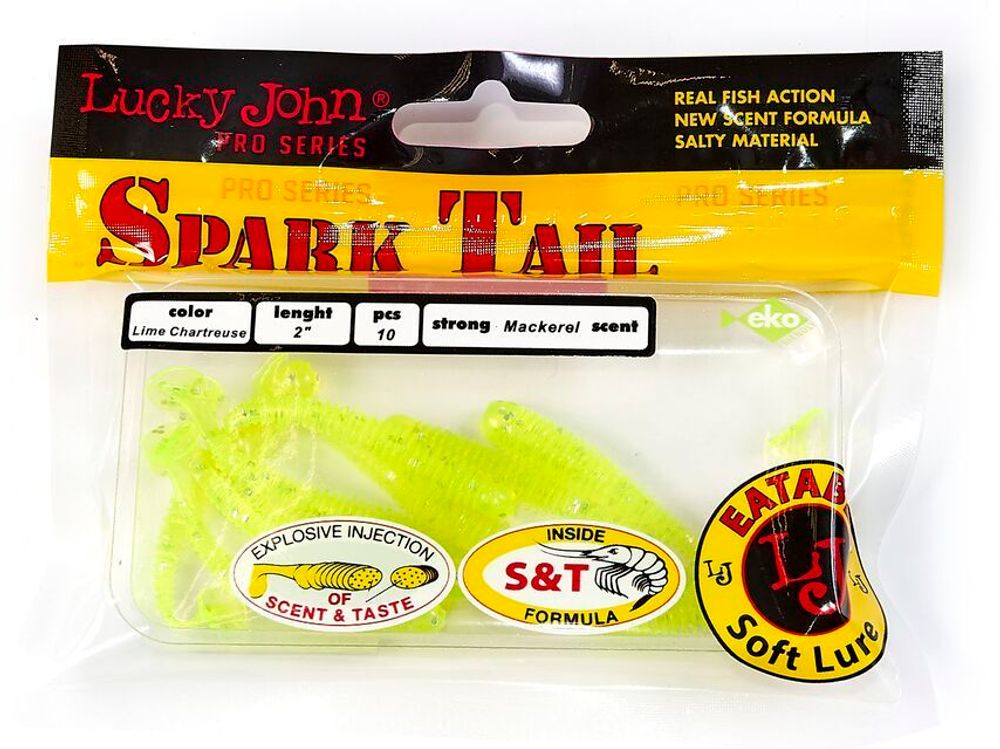 Lucky John®
PRO SERIES
REAL FISH ACTION
NEW SCENT FORMULA
SALTY MATERIAL
PRO SERIES
PRO SERIES
SPARK TAIL
color
Lime Chartreuse
lenght
2"
pcs
10
strong Mackerel scent
eko
EXPLOSIVE INJECTION
OF
SCENT & TASTE
INSIDE
S&T
FORMULA
LJ
LJ
LJ
Soft Lure